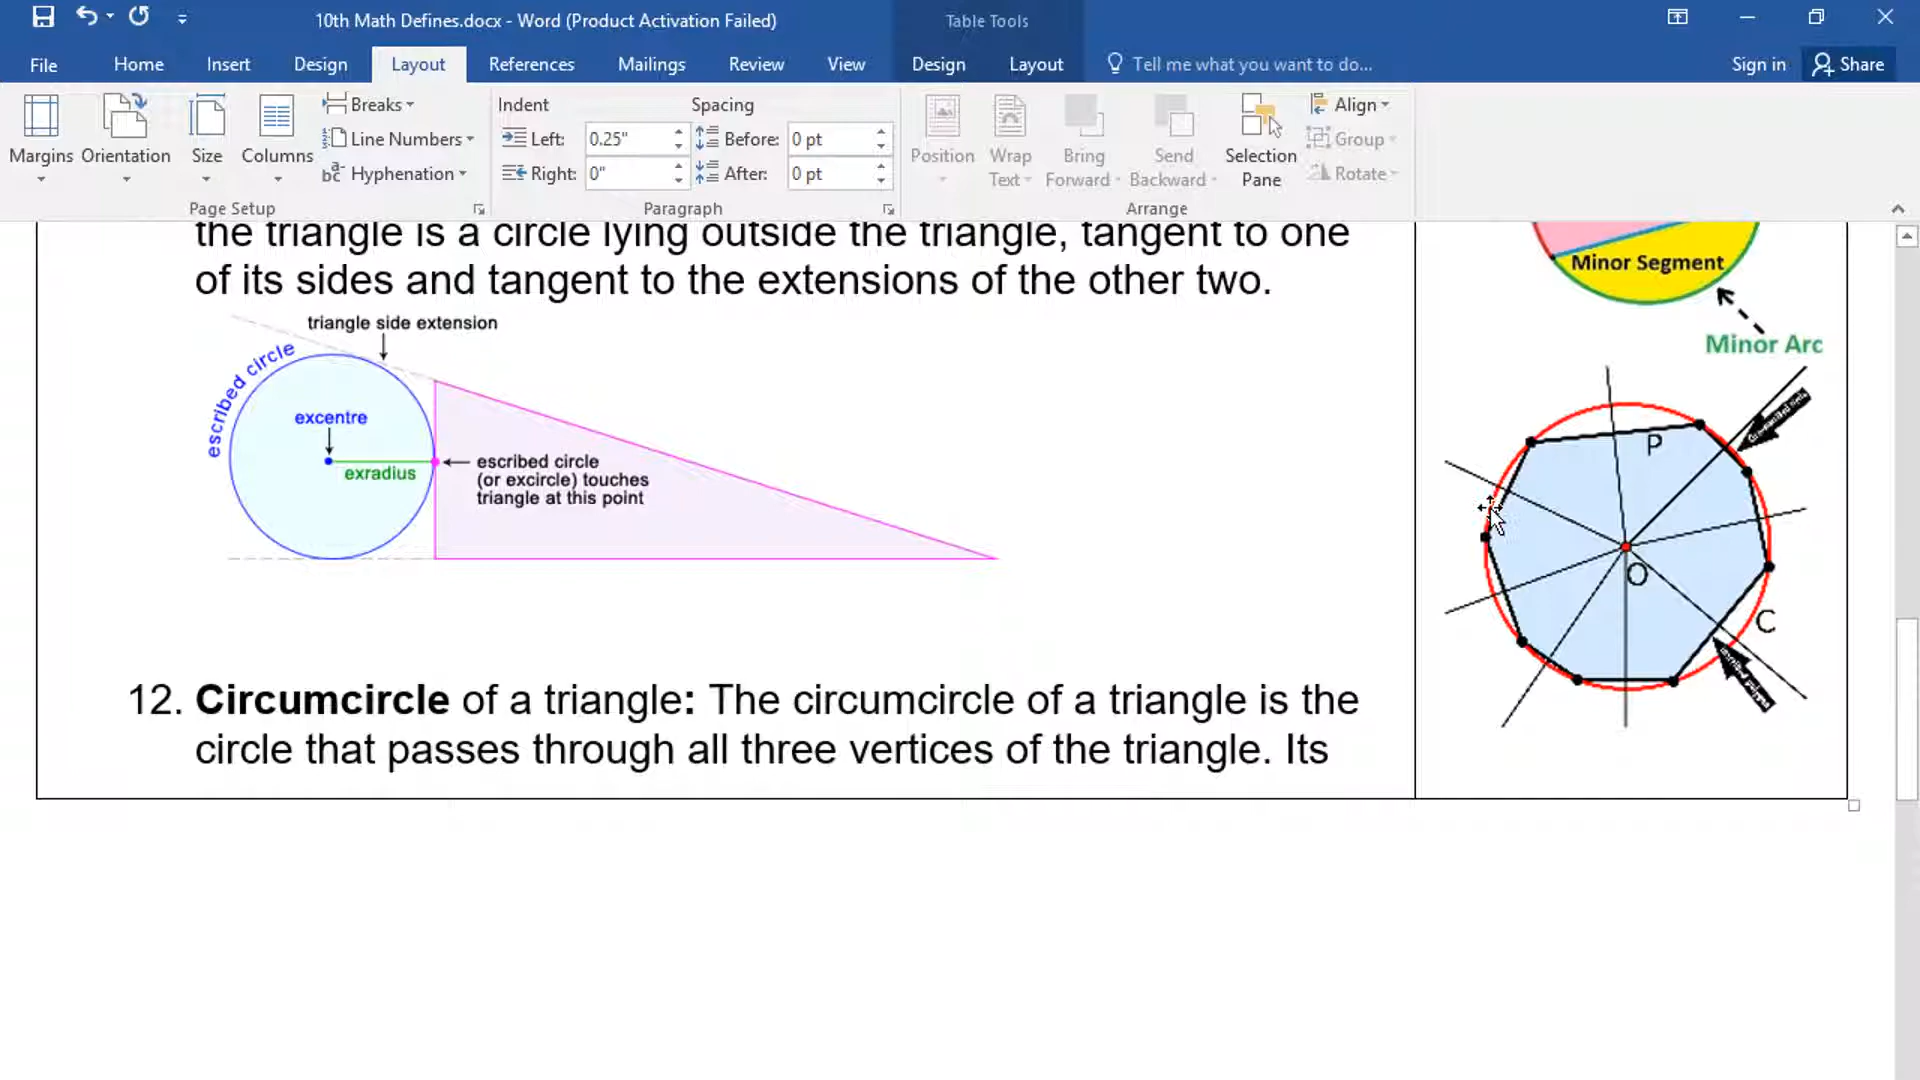 10th Math Defines.docx - Word (Product Activation Failed)
Table Tools
File Home Insert Design Layout References Mailings Review View Design Layout Tell me what you want to do... Sign in Share
Margins
Orientation
Size
Columns
Breaks
Line Numbers
Hyphenation
Page Setup
Indent
Left: 0.25"
Right: 0"
Spacing
Before: 0 pt
After: 0 pt
Paragraph
Position
Wrap
Text
Bring
Forward
Send
Backward
Selection
Pane
Align
Group
Rotate
Arrange
the triangle is a circle lying outside the triangle, tangent to one
of its sides and tangent to the extensions of the other two.
triangle side extension
escribed circle
excentre
exradius
escribed circle
(or excircle) touches
triangle at this point
12. Circumcircle of a triangle: The circumcircle of a triangle is the
circle that passes through all three vertices of the triangle. Its
Minor Segment
Minor Arc
P
O
C